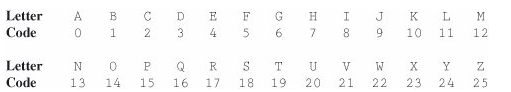 Letter A B C D E F G H I J K L M
Code 0 1 2 3 4 5 6 7 8 9 10 11 12
Letter N O P Q R S T U V W X Y Z
Code 13 14 15 16 17 18 19 20 21 22 23 24 25